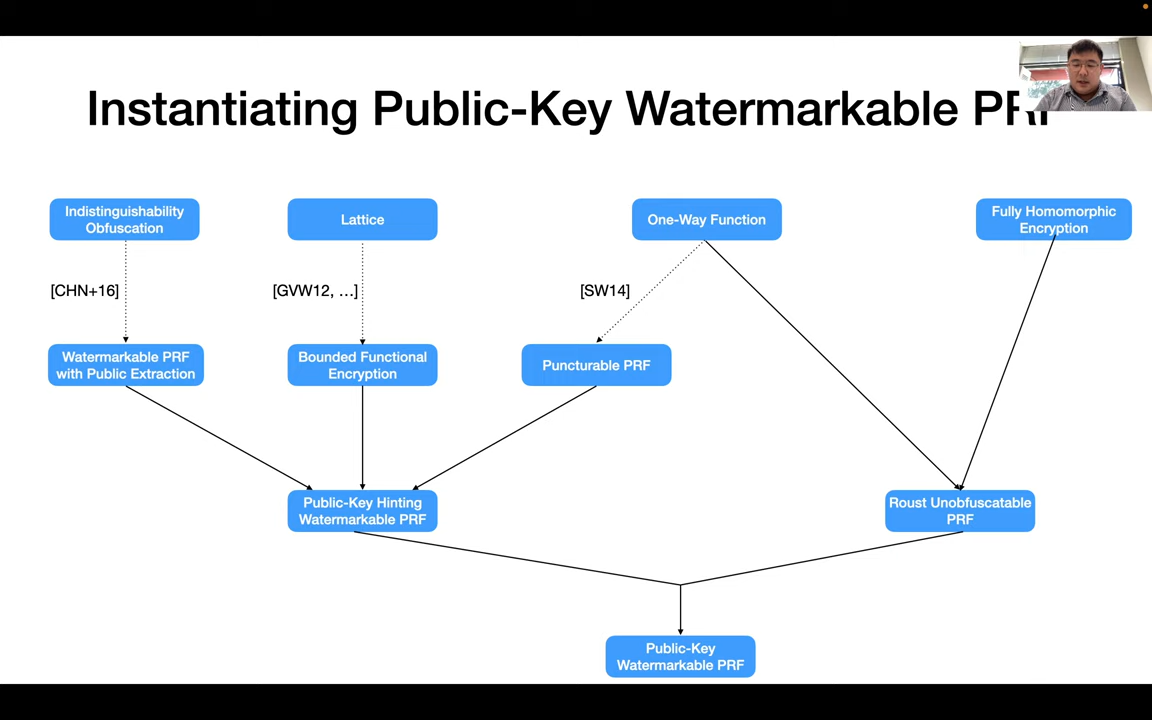 Instantiating Public-Key Watermarkable PRF
Indistinguishability
Obfuscation
Lattice
One-Way Function
Fully Homomorphic
Encryption
[CHN+16]
[GVW12, …]
[SW14]
Watermarkable PRF
with Public Extraction
Bounded Functional
Encryption
Puncturable PRF
Public-Key Hinting
Watermarkable PRF
Roust Unobfuscatable
PRF
Public-Key
Watermarkable PRF